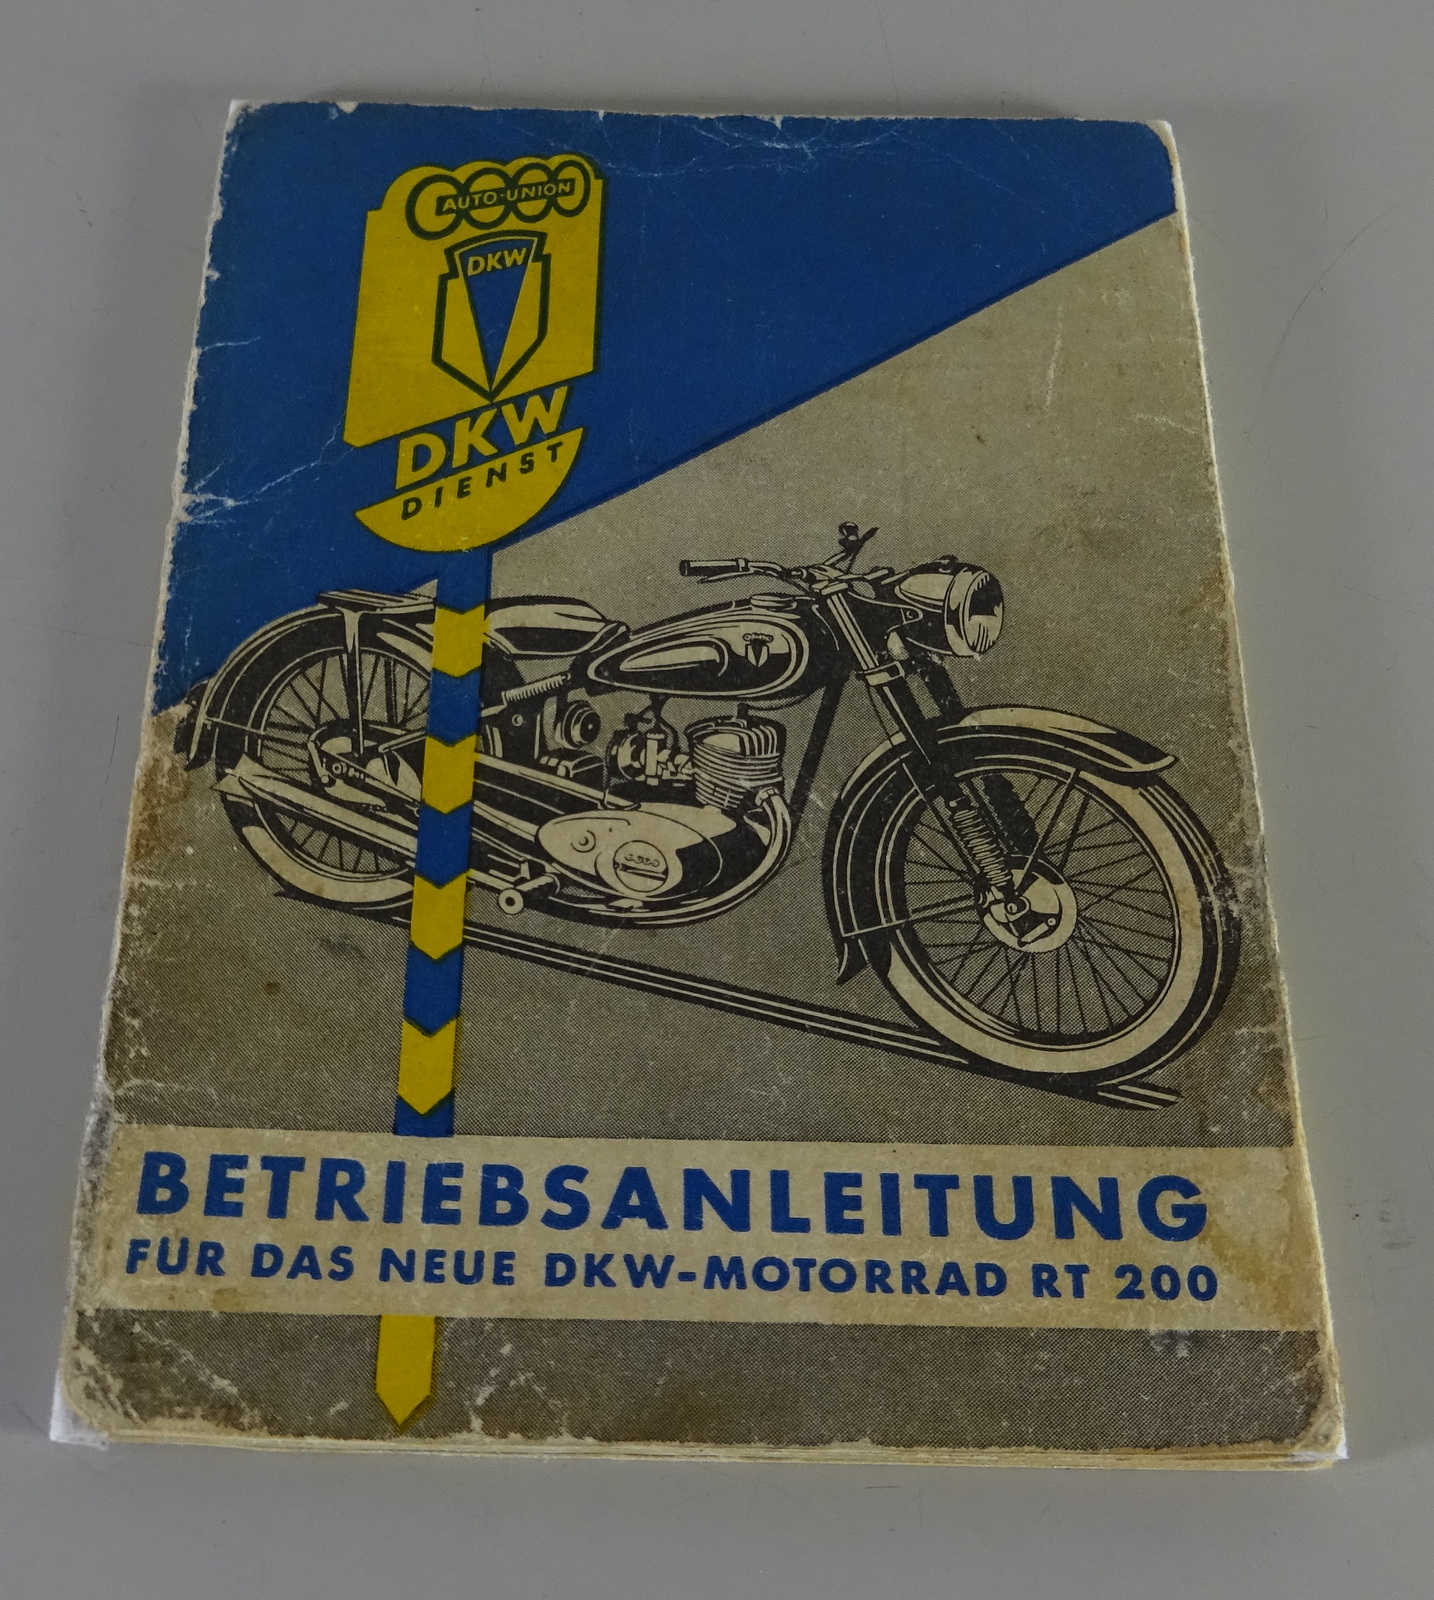 AUTO-UNION
DKW
DKW
DIENST
BETRIEBSANLEITUNG
FÜR DAS NEUE DKW-MOTORRAD RT 200